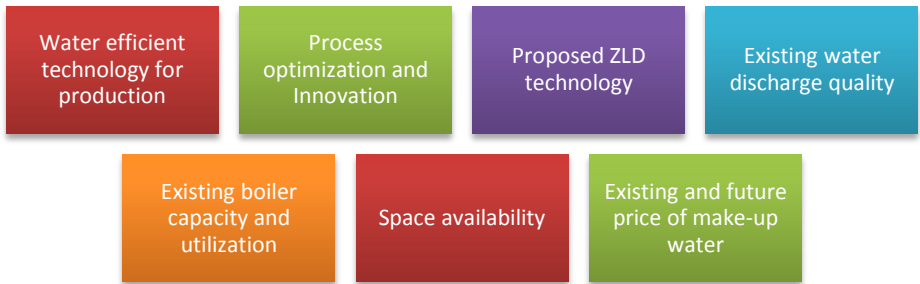 Water efficient
technology for
production
Process
optimization and
Innovation
Proposed ZLD
technology
Existing water
discharge quality
Existing boiler
capacity and
utilization
Space availability
Existing and future
price of make-up
water